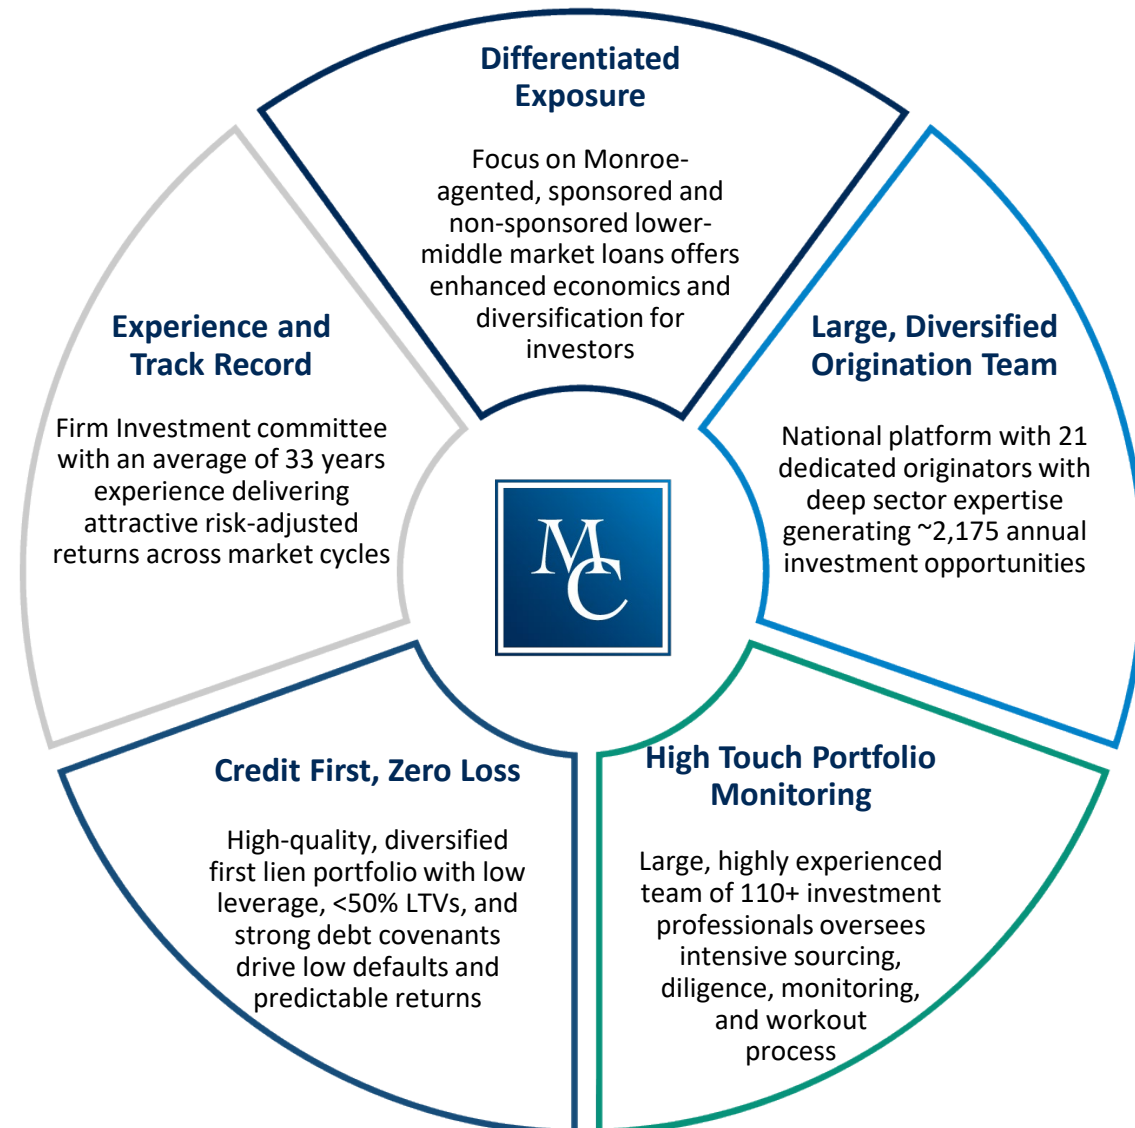 Differentiated
Exposure
Focus on Monroe-
agented, sponsored and
non-sponsored lower-
middle market loans offers
enhanced economics and
diversification for
investors
Large, Diversified
Origination Team
National platform with 21
dedicated originators with
deep sector expertise
generating ~2,175 annual
investment opportunities
High Touch Portfolio
Monitoring
Large, highly experienced
team of 110+ investment
professionals oversees
intensive sourcing,
diligence, monitoring,
and workout
process
Credit First, Zero Loss
High-quality, diversified
first lien portfolio with low
leverage, <50% LTVs, and
strong debt covenants
drive low defaults and
predictable returns
Experience and
Track Record
Firm Investment committee
with an average of 33 years
experience delivering
attractive risk-adjusted
returns across market cycles
MC